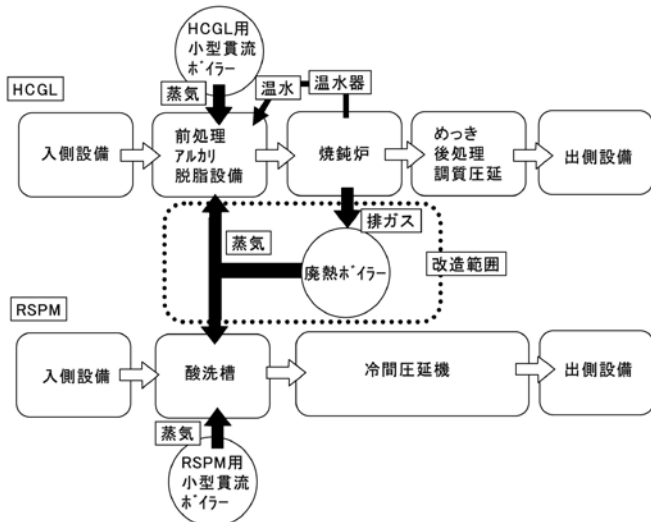 HCGL用
小型貫流
ﾎﾞｲﾗｰ
蒸気
温水
温水器
HCGL
入側設備
前処理
ｱﾙｶﾘ
脱脂設備
焼鈍炉
めっき
後処理
調質圧延
出側設備
排ガス
蒸気
廃熱ﾎﾞｲﾗｰ
改造範囲
RSPM
入側設備
酸洗槽
冷間圧延機
出側設備
蒸気
RSPM用
小型貫流
ﾎﾞｲﾗｰ